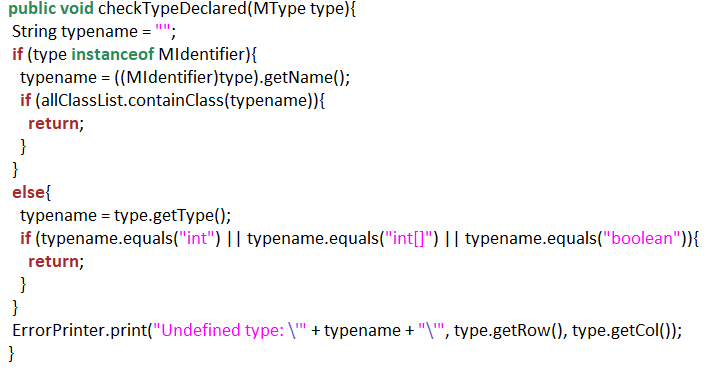 public void checkTypeDeclared(MType type){
String typename = "";
if (type instanceof MIdentifier){
typename = ((MIdentifier)type).getName();
if (allClassList.containClass(typename)){
return;
}
}
else{
typename = type.getType();
if (typename.equals("int") || typename.equals("int[]") || typename.equals("boolean")){
return;
}
}
ErrorPrinter.print("Undefined type: \'" + typename + "\'", type.getRow(), type.getCol());
}